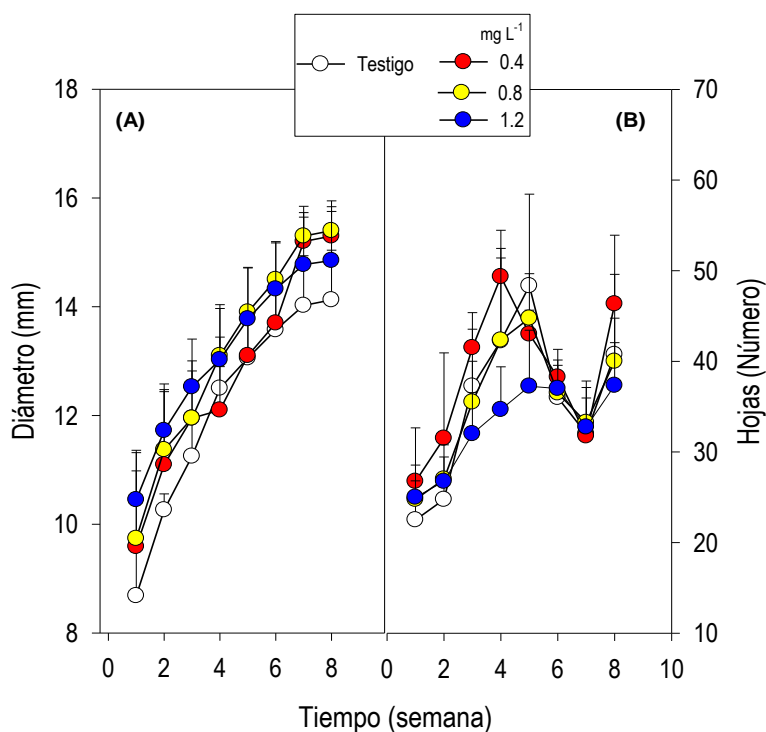 mg L-1
Testigo
0.4
0.8
1.2
(A)
(B)
18
16
14
12
10
8
Diámetro (mm)
70
60
50
40
30
20
10
Hojas (Número)
0 2 4 6 8 0 2 4 6 8 10
Tiempo (semana)